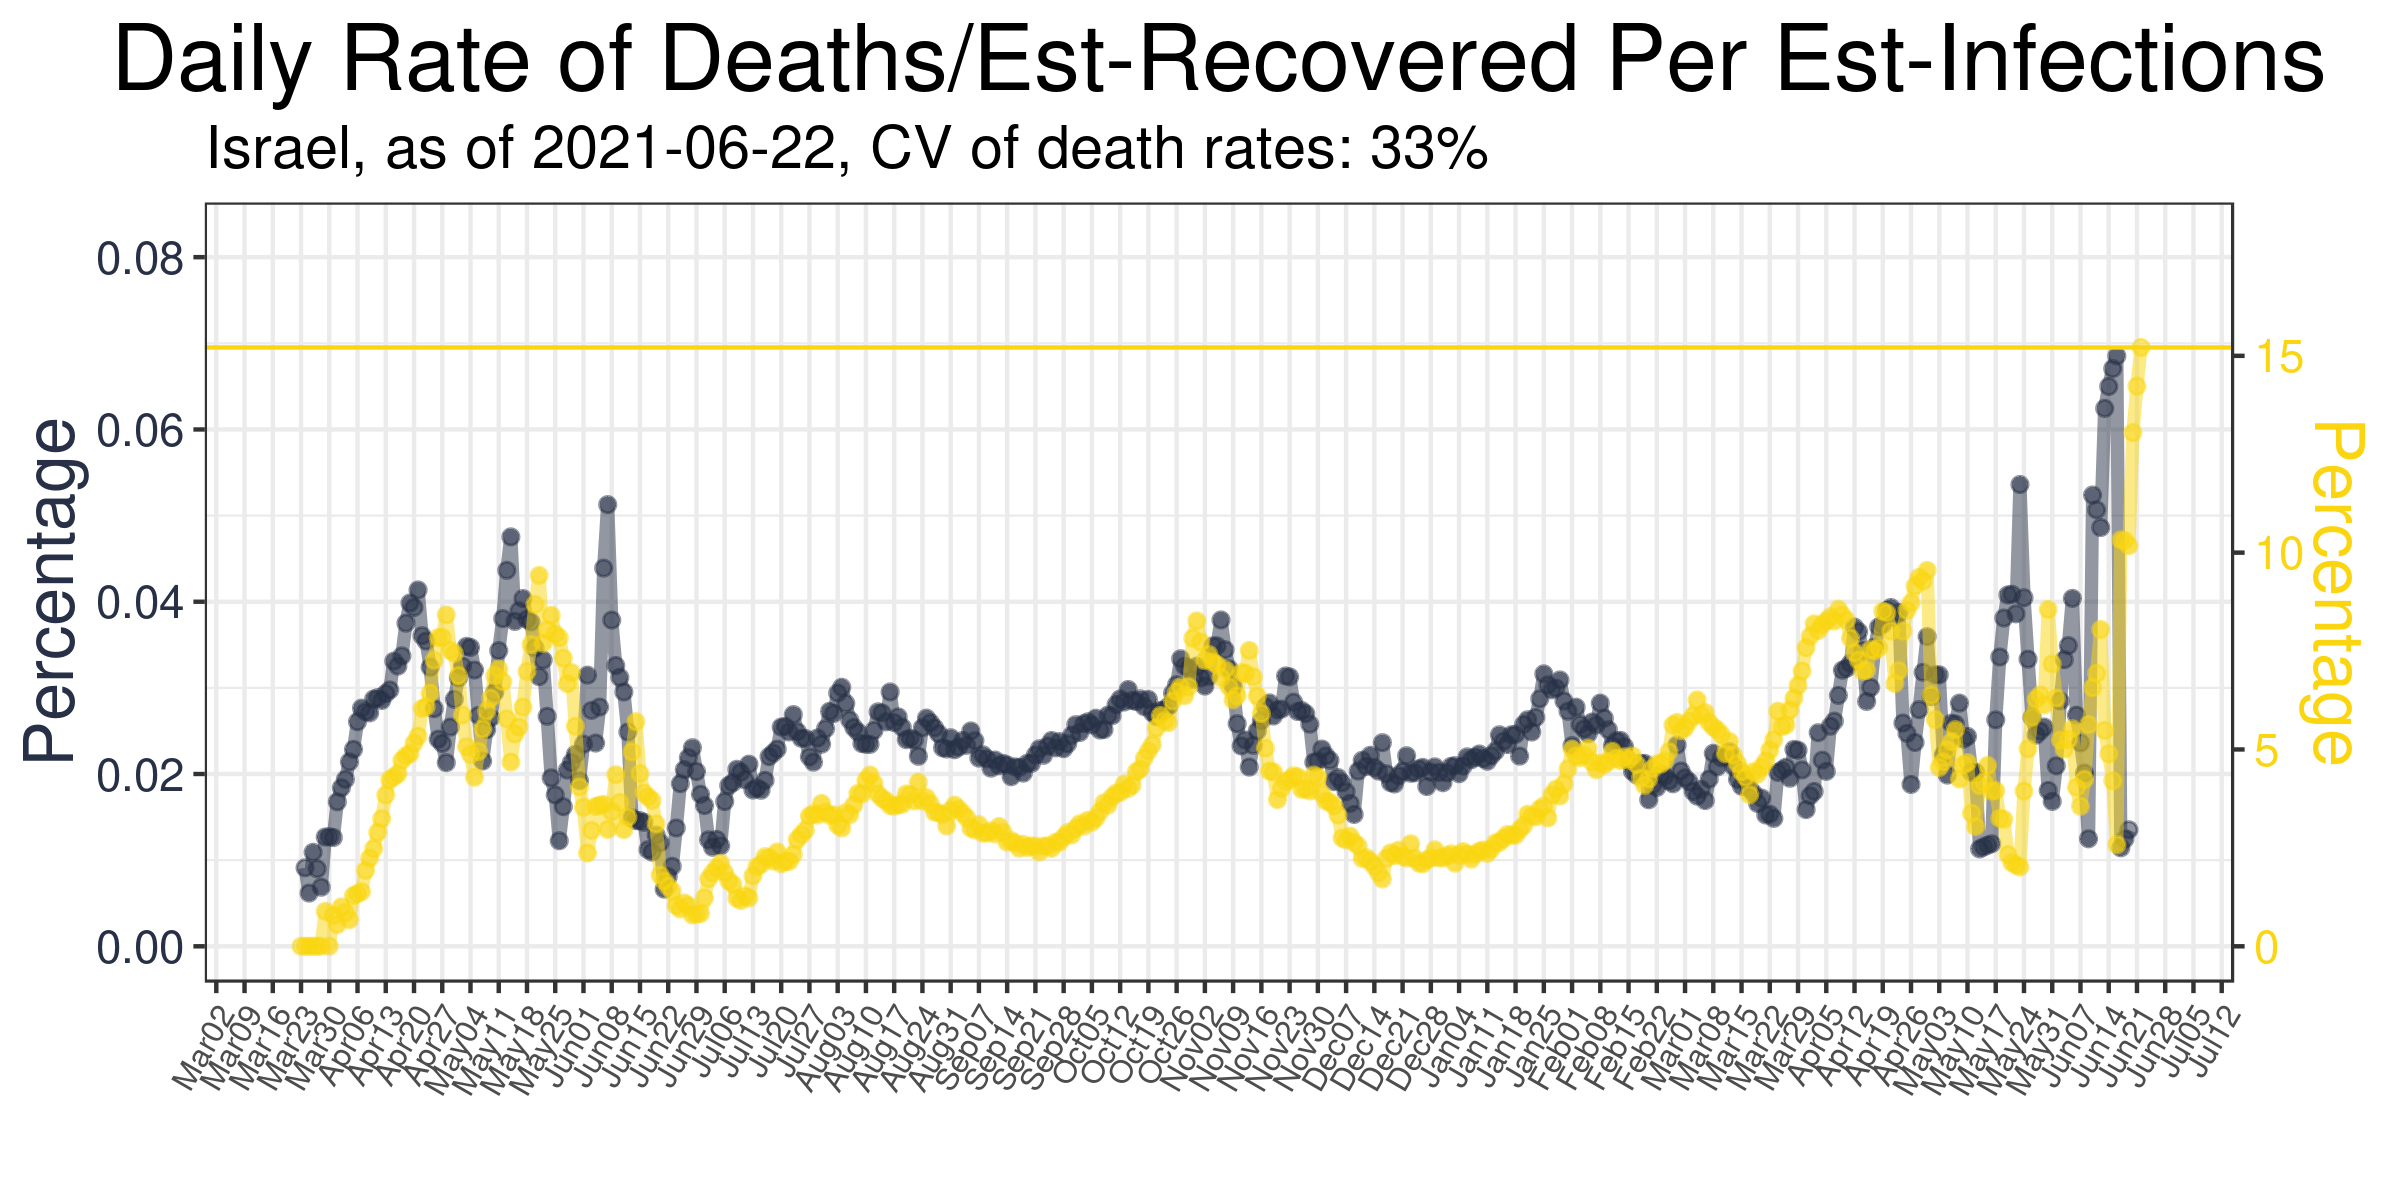 Daily Rate of Deaths/Est-Recovered Per Est-Infections
Israel, as of 2021-06-22, CV of death rates: 33%
Percentage
0.08
0.06
0.04
0.02
0.00
15
10
5
0
Percentage
Mar02
Mar09
Mar16
Mar23
Mar30
Apr06
Apr13
Apr20
Apr27
May04
May11
May18
May25
Jun01
Jun08
Jun15
Jun22
Jun29
Jul06
Jul13
Jul20
Jul27
Aug03
Aug10
Aug17
Aug24
Aug31
Sep07
Sep14
Sep21
Sep28
Oct05
Oct12
Oct19
Oct26
Nov02
Nov09
Nov16
Nov23
Nov30
Dec07
Dec14
Dec21
Dec28
Jan04
Jan11
Jan18
Jan25
Feb01
Feb08
Feb15
Feb22
Mar01
Mar08
Mar15
Mar22
Mar29
Apr05
Apr12
Apr19
Apr26
May03
May10
May17
May24
May31
Jun07
Jun14
Jun21
Jun28
Jul05
Jul12